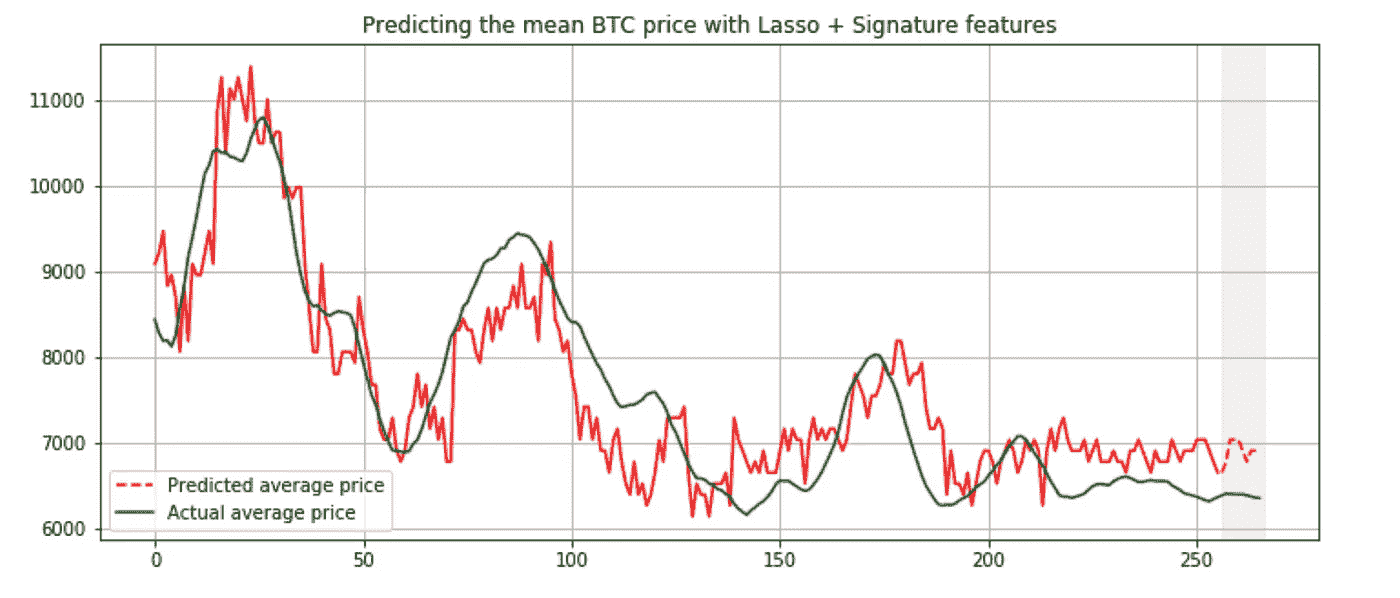 Predicting the mean BTC price with Lasso + Signature features
11000
10000
9000
8000
7000
6000
Predicted average price
Actual average price
0 50 100 150 200 250